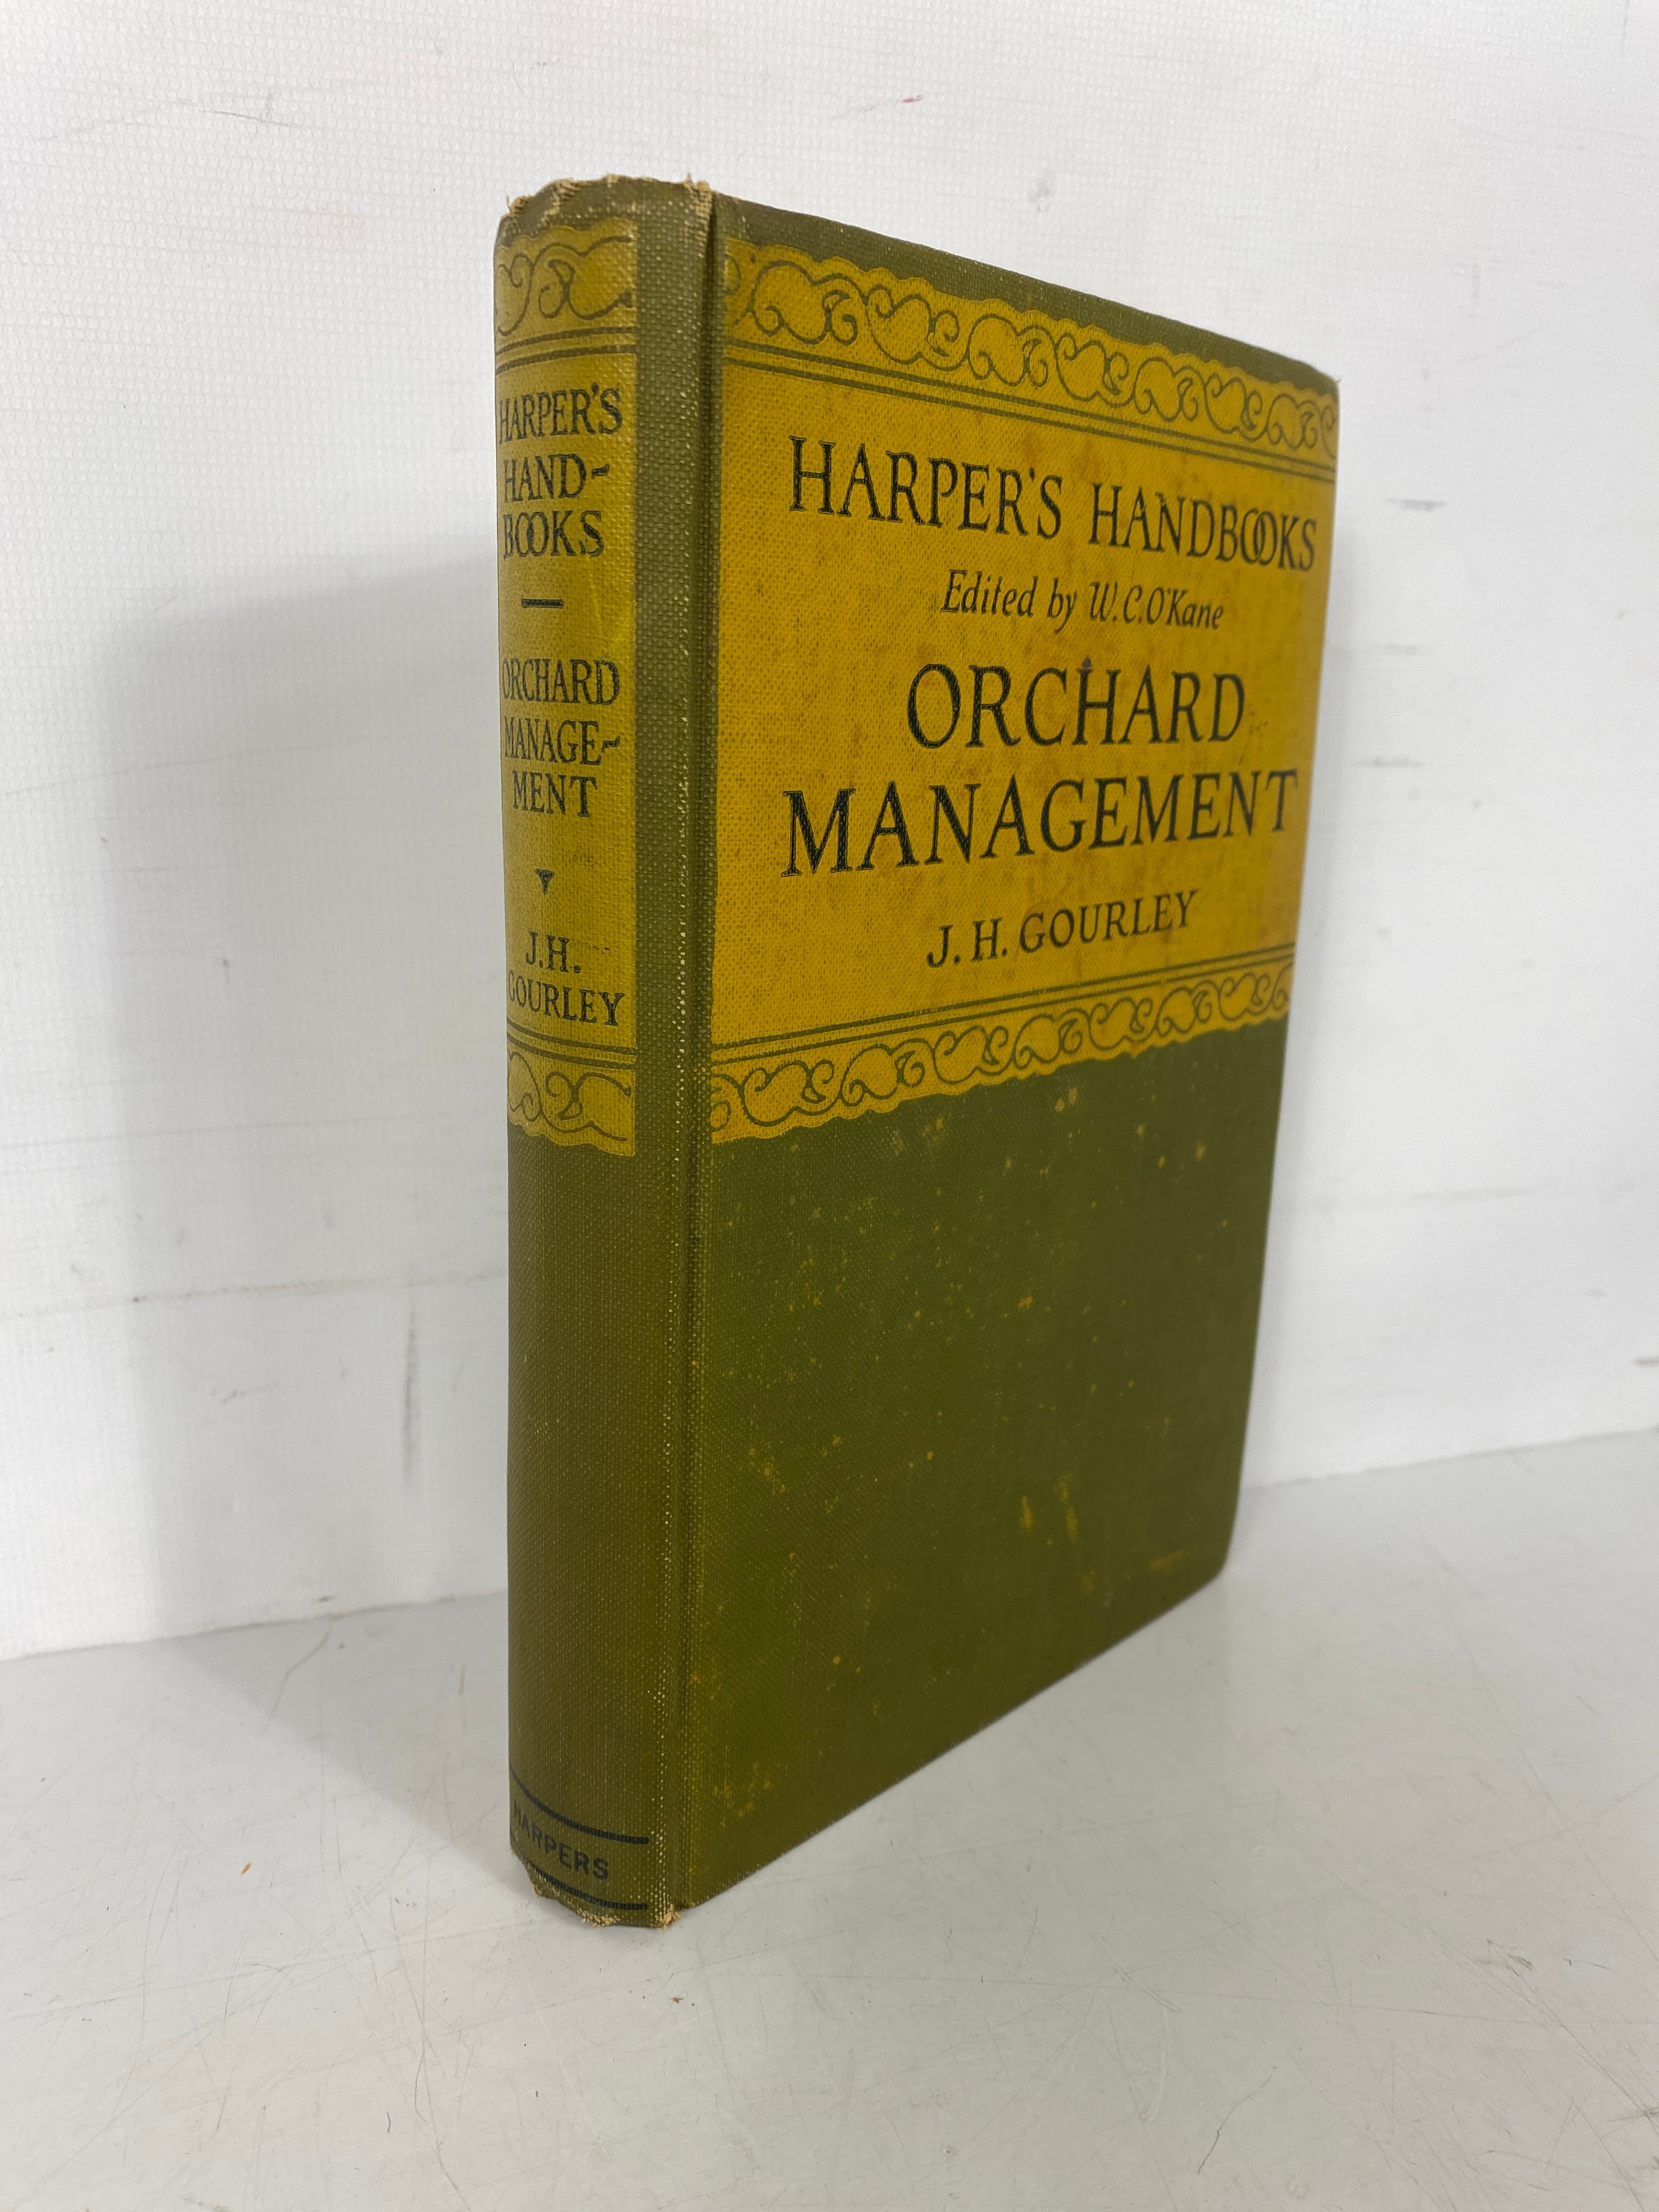 HARPER'S
HAND-
BOOKS
ORCHARD
MANAGE-
MENT
J.H.
GOURLEY
HARPERS
HARPER'S HANDBOOKS
Edited by W.C.O'Kane
ORCHARD
MANAGEMENT
J. H. GOURLEY